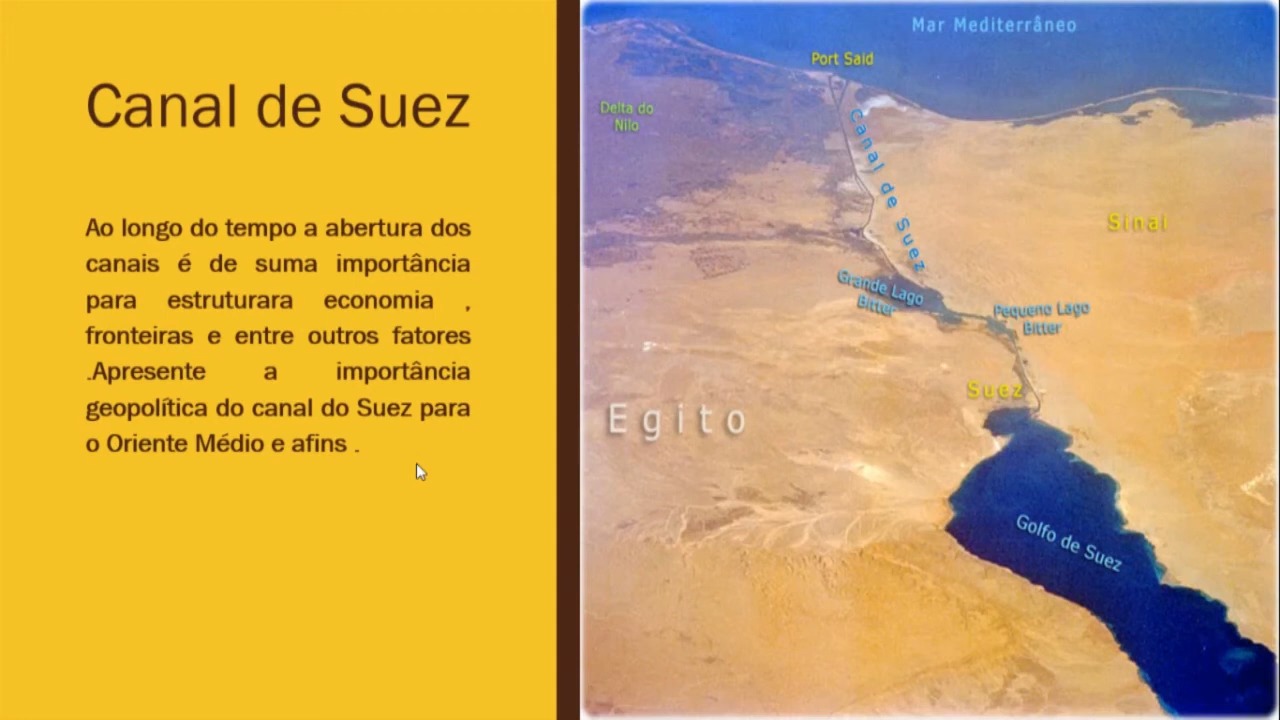 Canal de Suez
Ao longo do tempo a abertura dos
canais é de suma importância
para estruturara economia ,
fronteiras e entre outros fatores
.Apresente a importância
geopolítica do canal do Suez para
o Oriente Médio e afins .
Mar Mediterrâneo
Port Said
Delta do
Nilo
Canal de Suez
Sinai
Grande Lago
Bitter
Pequeno Lago
Bitter
Suez
Egito
Golfo de Suez